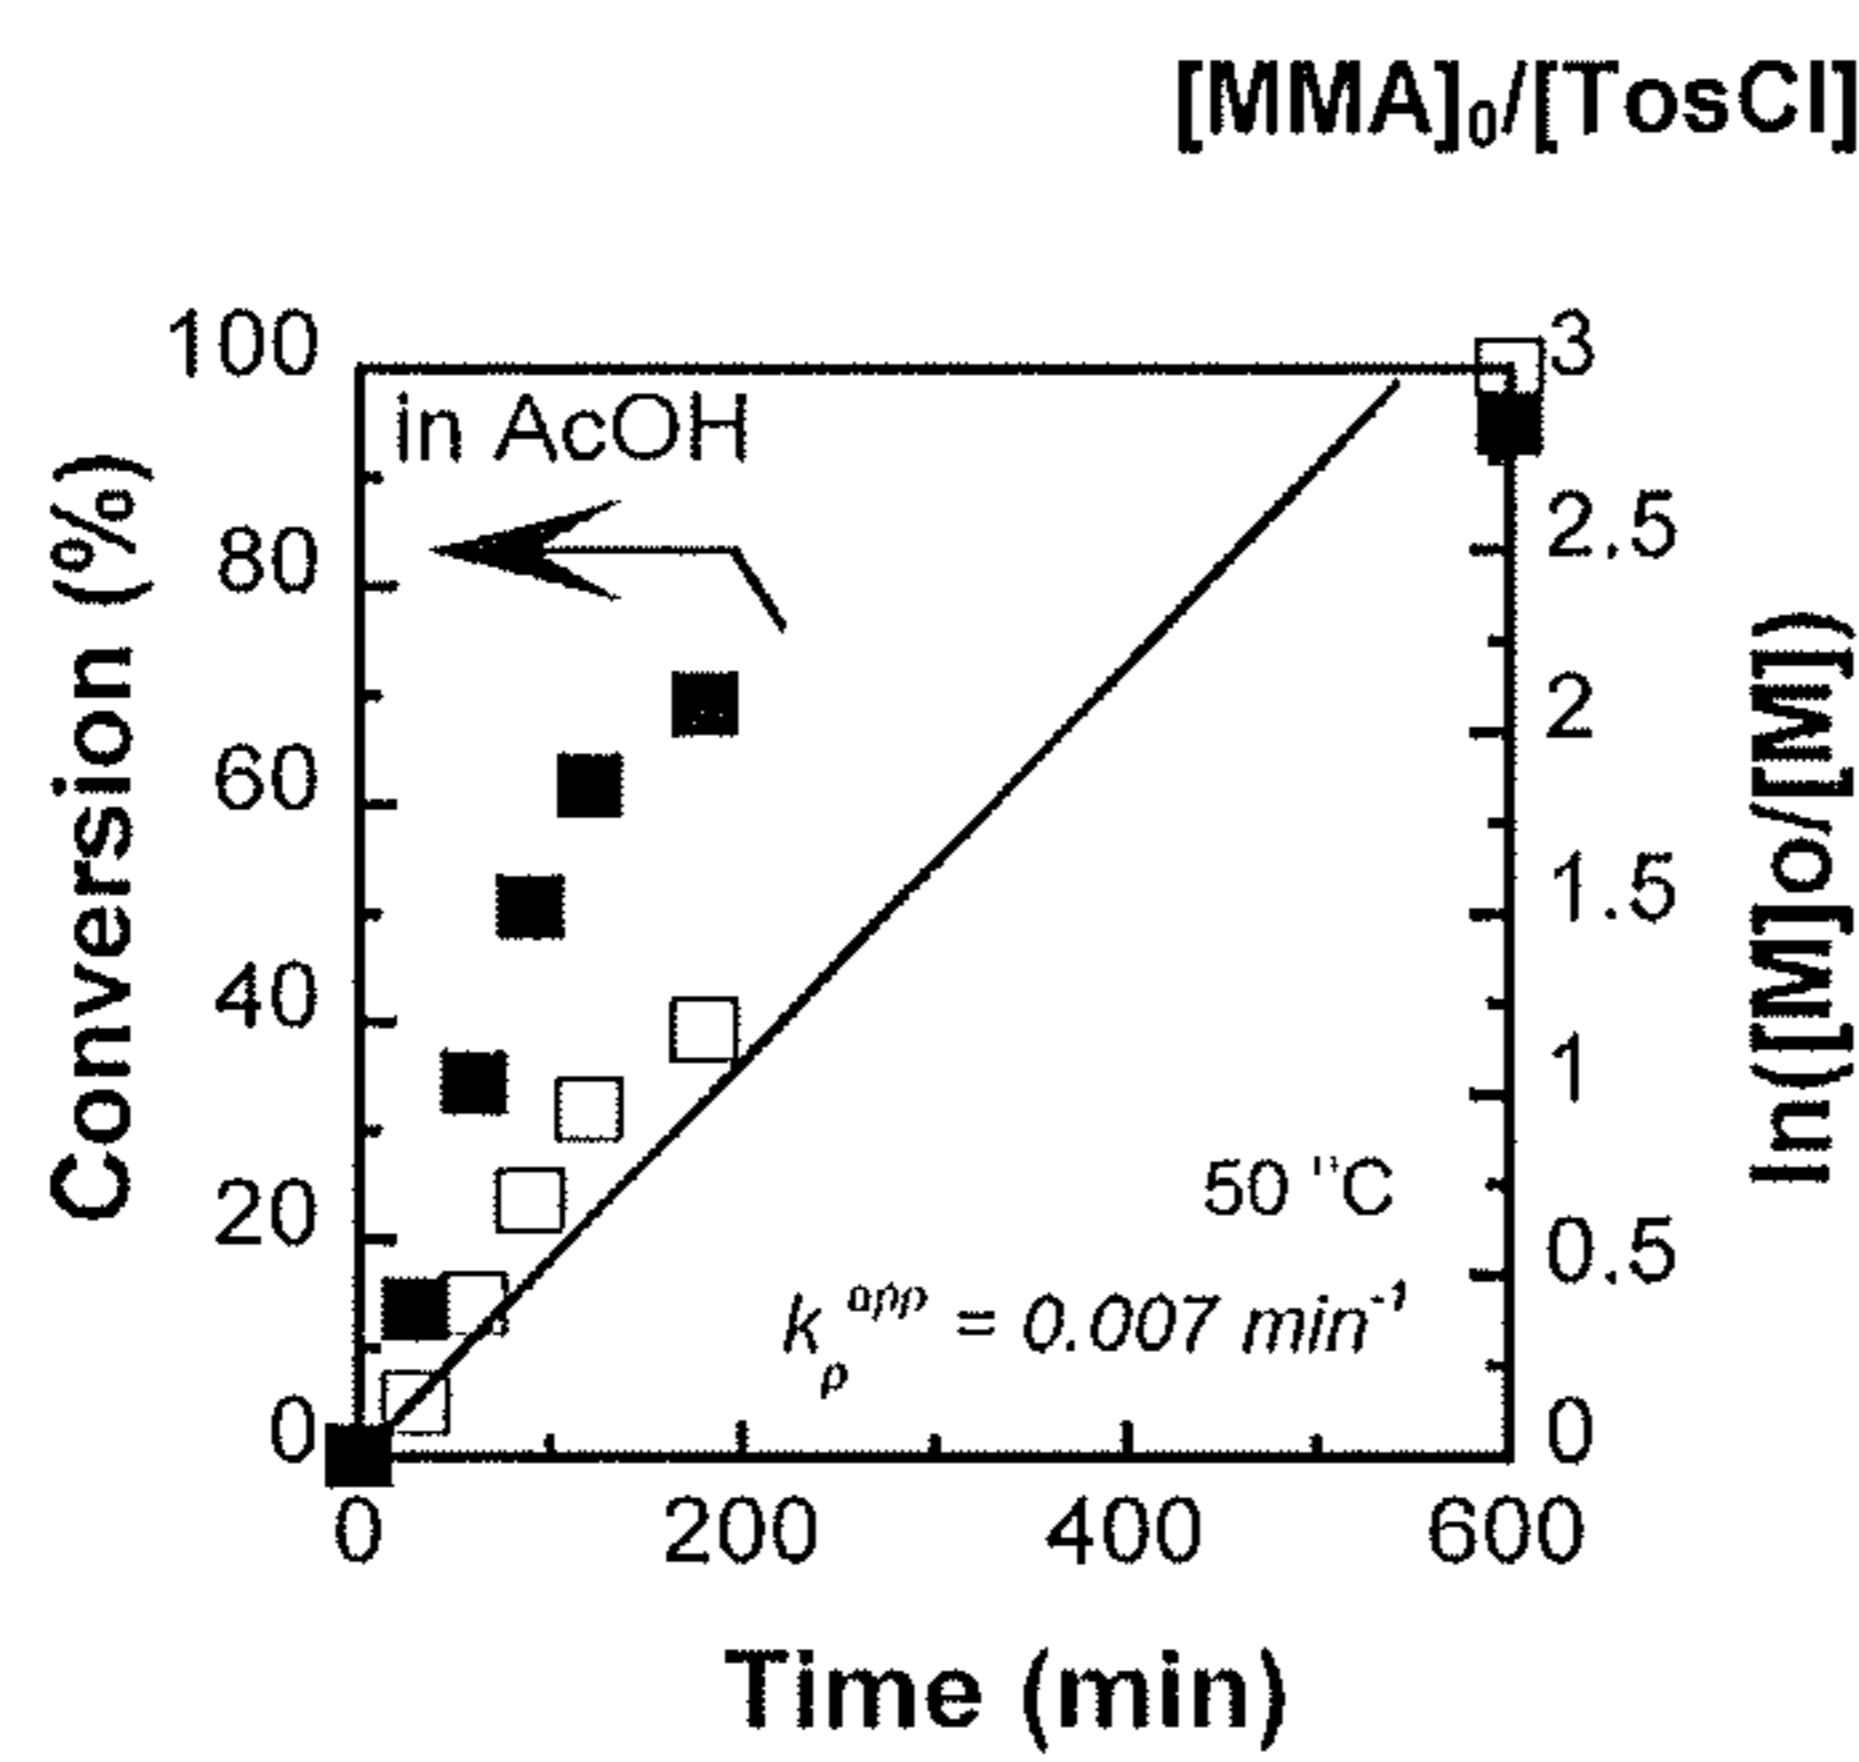 [MMA]₀/[TosCl]
100
80
60
40
20
0
Conversion (%)
in AcOH
3
2.5
2
1.5
1
0.5
0
ln([M]o/[M])
50 °C
kₚᵃᵖᵖ = 0.007 min⁻¹
0
200
400
600
Time (min)